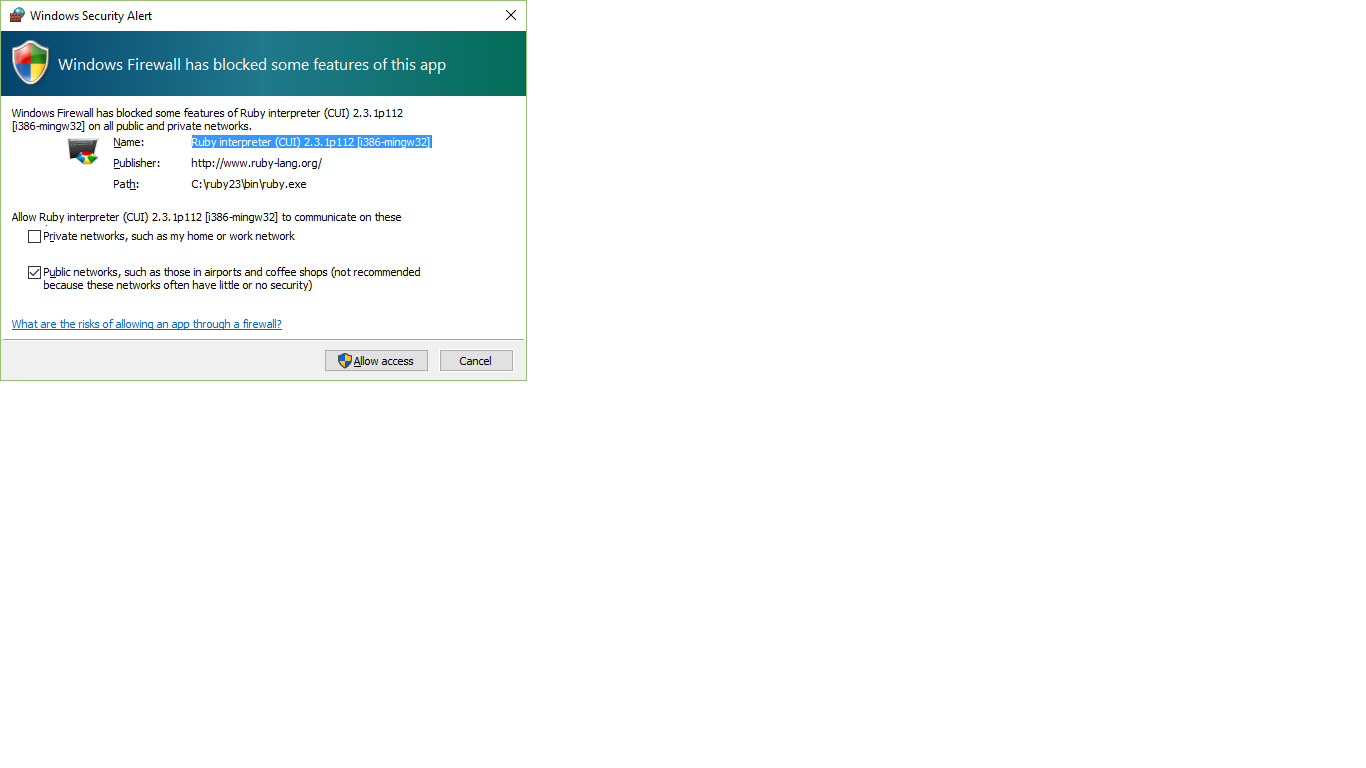 Windows Security Alert
Windows Firewall has blocked some features of this app
Windows Firewall has blocked some features of Ruby interpreter (CUI) 2.3.1p112
[i386-mingw32] on all public and private networks.
Name: Ruby interpreter (CUI) 2.3.1p112 [i386-mingw32]
Publisher: http://www.ruby-lang.org/
Path: C:\ruby23\bin\ruby.exe
Allow Ruby interpreter (CUI) 2.3.1p112 [i386-mingw32] to communicate on these
Private networks, such as my home or work network
Public networks, such as those in airports and coffee shops (not recommended
because these networks often have little or no security)
What are the risks of allowing an app through a firewall?
Allow access Cancel